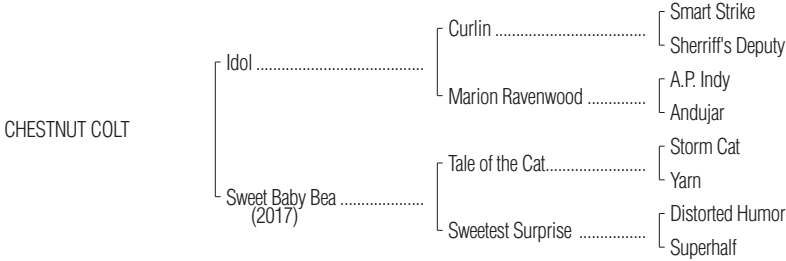 Smart Strike
Curlin ....................................
Sherriff's Deputy
Idol .......................................
A.P. Indy
Marion Ravenwood ..............
Andujar
CHESTNUT COLT
Storm Cat
Tale of the Cat........................
Yarn
Sweet Baby Bea ....................
(2017)
Distorted Humor
Sweetest Surprise ................
Superhalf